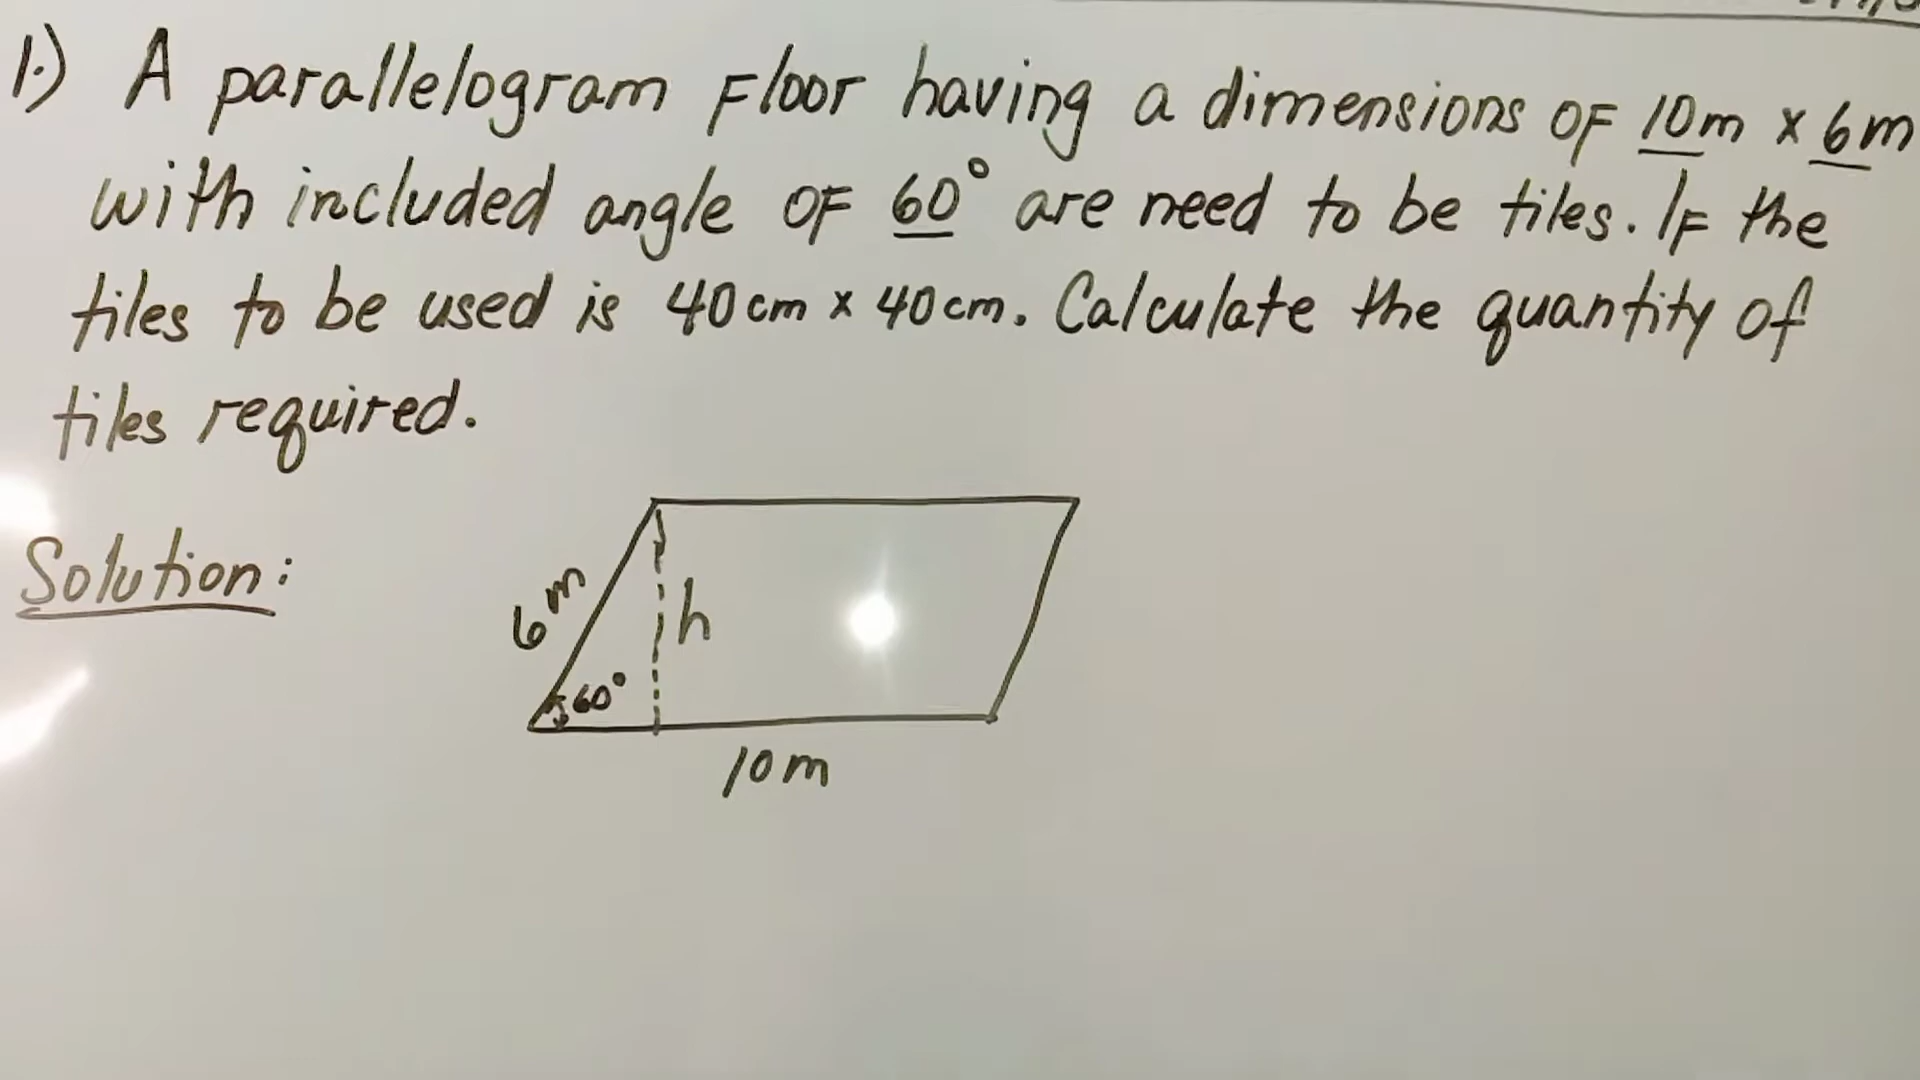 1.) A parallelogram Floor having a dimensions OF 10m x 6m
with included angle OF 60° are need to be tiles. IF the
tiles to be used is 40cm x 40cm. Calculate the quantity of
tiles required.
Solution:
6m
h
60°
10m